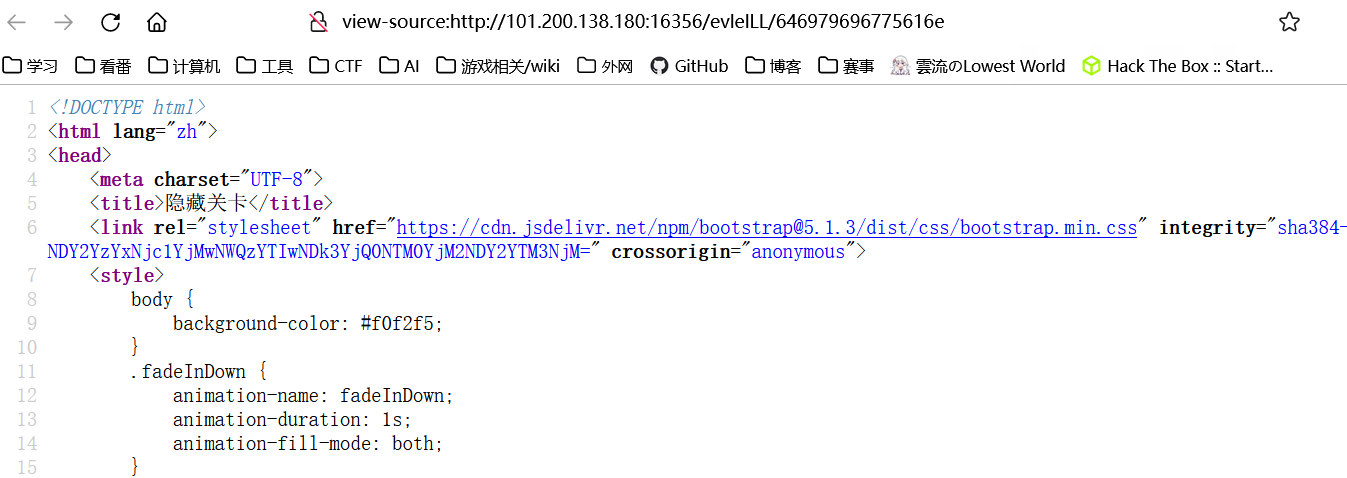 view-source:http://101.200.138.180:16356/evlelLL/646979696775616e
学习 看番 计算机 工具 CTF AI 游戏相关/wiki 外网 GitHub 博客 赛事 雲流のLowest World Hack The Box :: Start...
1 <!DOCTYPE html>
2 <html lang="zh">
3 <head>
4 <meta charset="UTF-8">
5 <title>隐藏关卡</title>
6 <link rel="stylesheet" href="https://cdn.jsdelivr.net/npm/bootstrap@5.1.3/dist/css/bootstrap.min.css" integrity="sha384-
NDY2YzYxNjc1YjMwNWQzYTIwNDk3YjQ0NTM0YjM2NDY2YTM3NjM=" crossorigin="anonymous">
7 <style>
8 body {
9 background-color: #f0f2f5;
10 }
11 .fadeInDown {
12 animation-name: fadeInDown;
13 animation-duration: 1s;
14 animation-fill-mode: both;
15 }